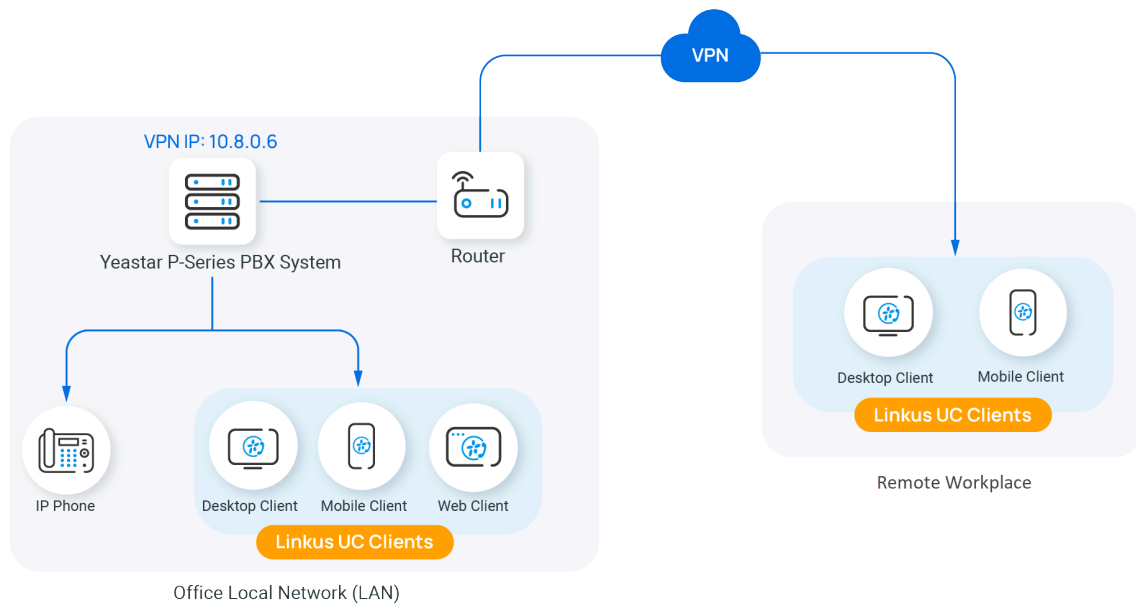 VPN
VPN IP: 10.8.0.6
Yeastar P-Series PBX System
Router
IP Phone
Desktop Client
Mobile Client
Web Client
Linkus UC Clients
Office Local Network (LAN)
Desktop Client
Mobile Client
Linkus UC Clients
Remote Workplace